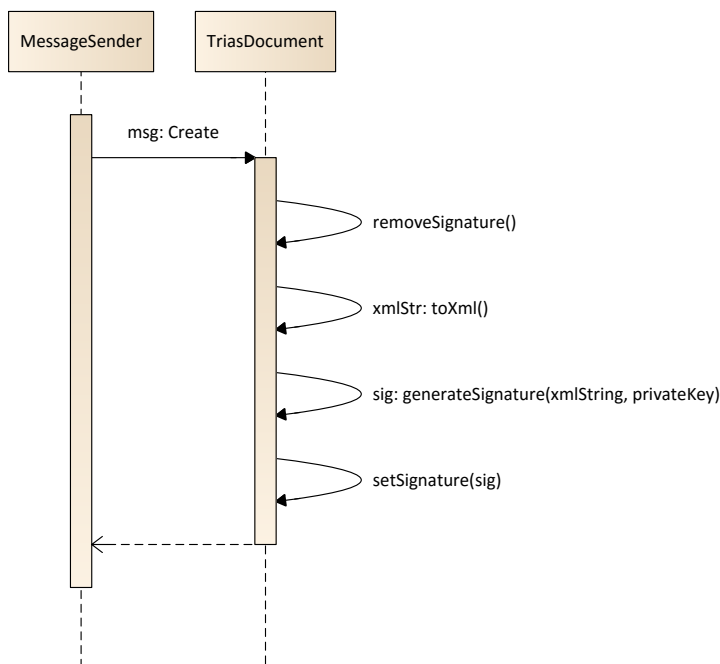 MessageSender
TriasDocument
msg: Create
removeSignature()
xmlStr: toXml()
sig: generateSignature(xmlString, privateKey)
setSignature(sig)